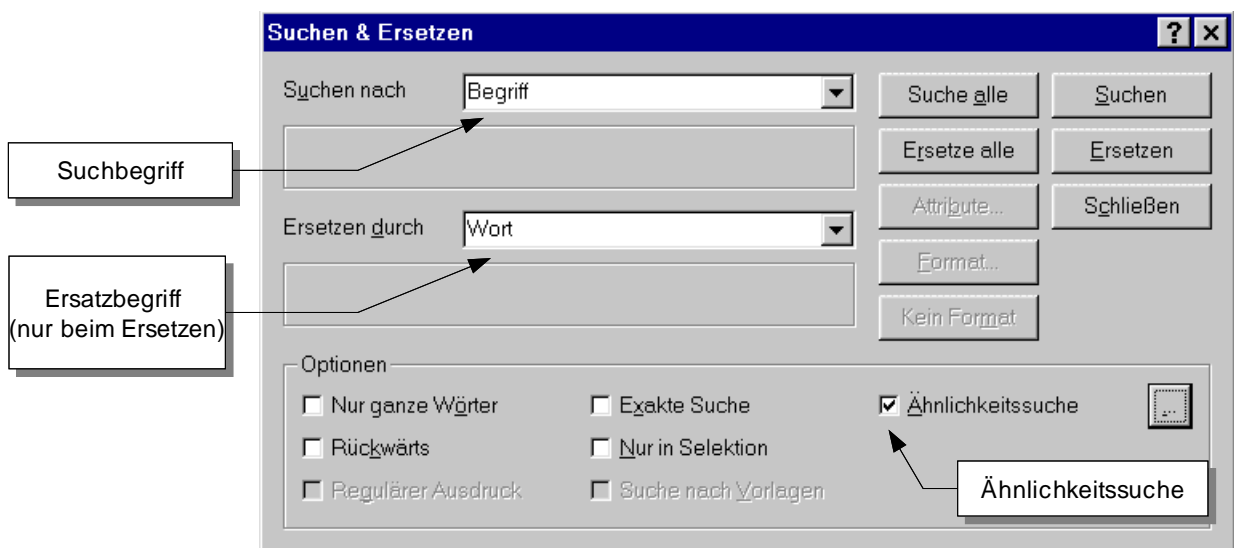 Suchen & Ersetzen
Suchen nach
Begriff
Suche alle
Suchen
Suchbegriff
Ersetze alle
Ersetzen
Attribute...
Schließen
Ersetzen durch
Wort
Format...
Ersatzbegriff
(nur beim Ersetzen)
Kein Format
Optionen
Nur ganze Wörter
Exakte Suche
Ähnlichkeitssuche
...
Rückwärts
Nur in Selektion
Regulärer Ausdruck
Suche nach Vorlagen
Ähnlichkeitssuche